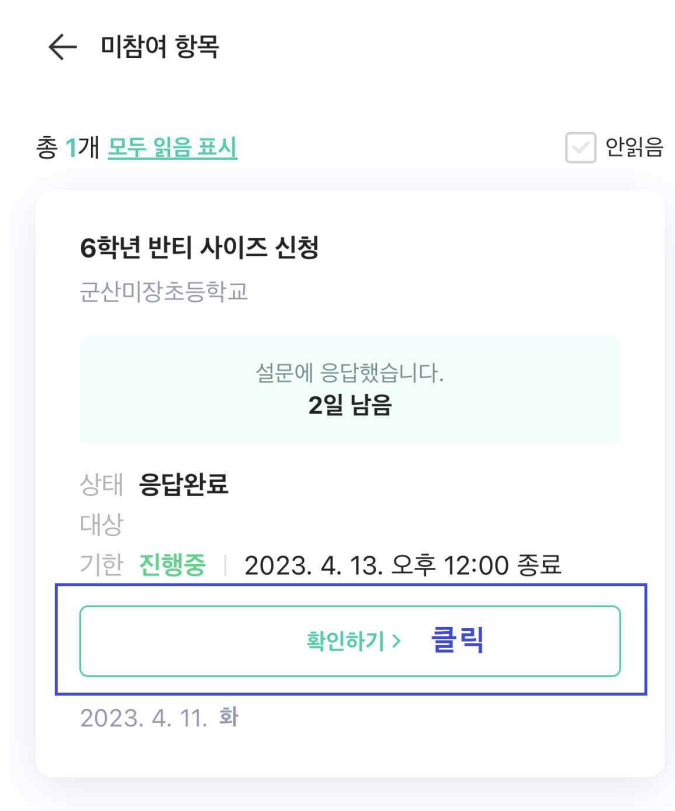 미참여 항목
총 1개 모두 읽음 표시 안읽음
6학년 반티 사이즈 신청
군산미장초등학교
설문에 응답했습니다.
2일 남음
상태 응답완료
대상
기한 진행중 | 2023. 4. 13. 오후 12:00 종료
확인하기 > 클릭
2023. 4. 11. 화